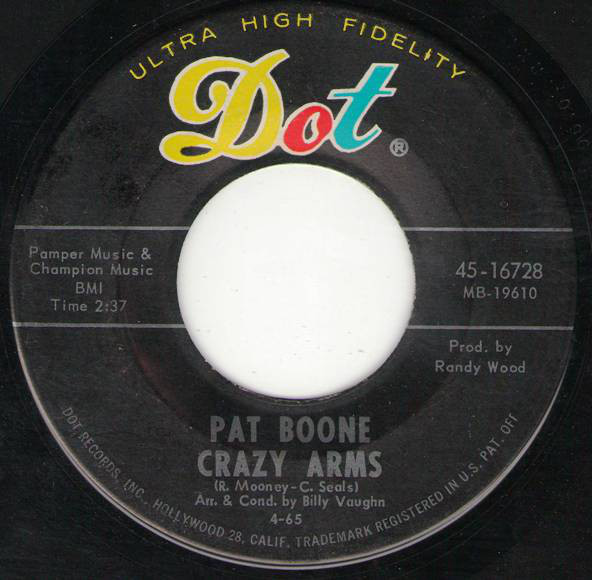 ULTRA HIGH FIDELITY
Dot®
Pamper Music &
Champion Music
BMI
Time 2:37
45-16728
MB-19610
Prod. by
Randy Wood
PAT BOONE
CRAZY ARMS
(R. Mooney-C. Seals)
Arr. & Cond. by Billy Vaughn
4-65
DOT RECORDS, INC., HOLLYWOOD 28, CALIF. TRADEMARK REGISTERED IN U.S. PAT. OFF.